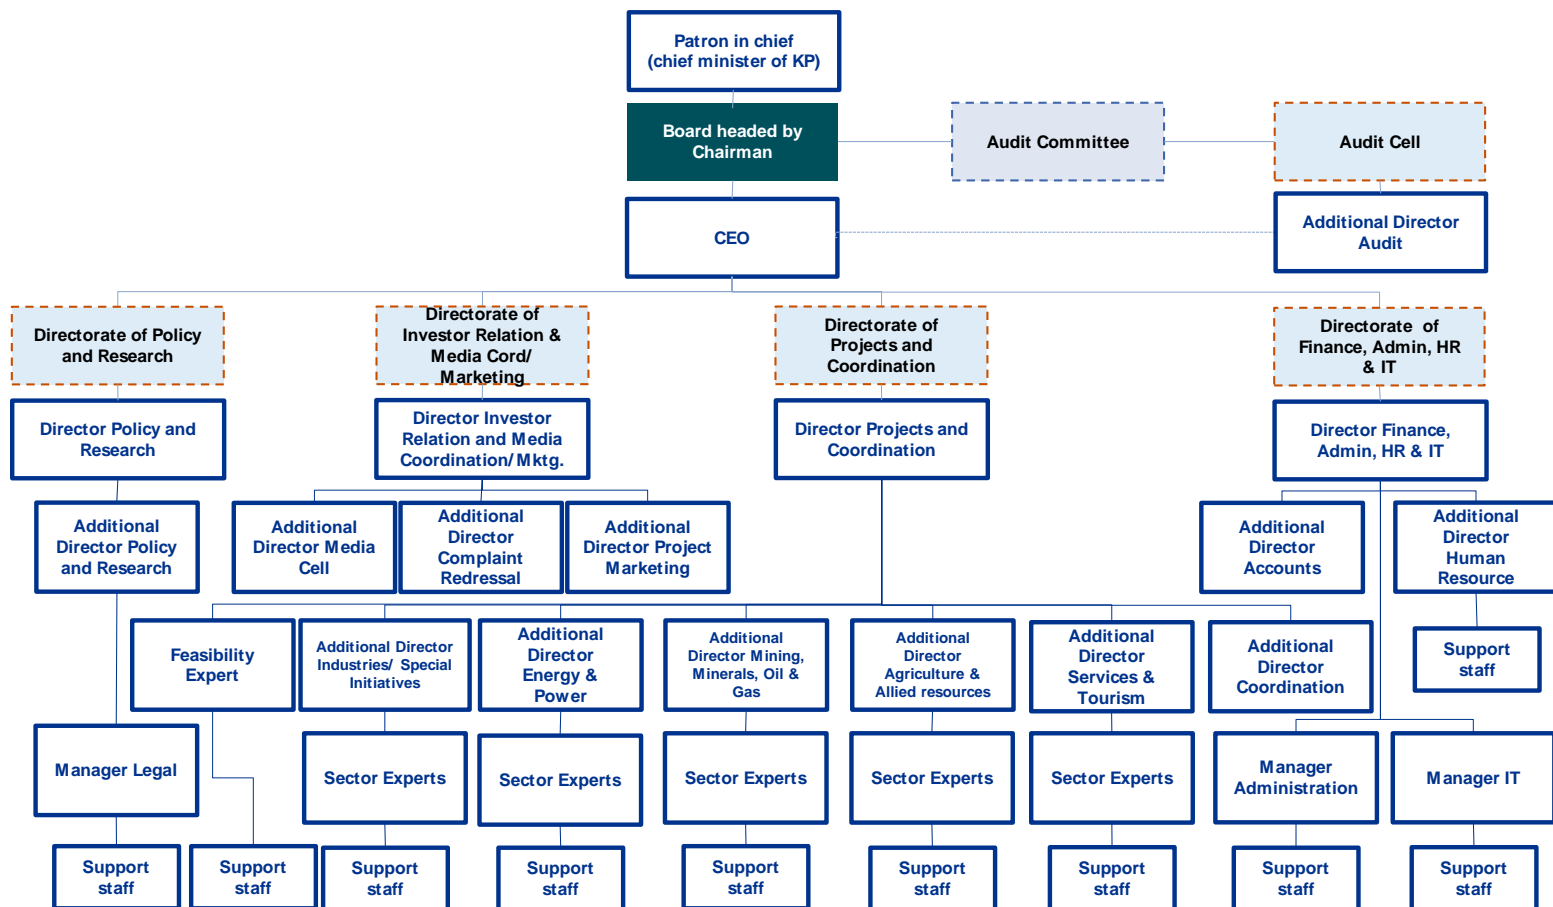 Patron in chief
(chief minister of KP)
Board headed by
Chairman
Audit Committee
Audit Cell
CEO
Additional Director
Audit
Directorate of Policy
and Research
Directorate of
Investor Relation &
Media Cord/
Marketing
Directorate of
Projects and
Coordination
Directorate of
Finance, Admin, HR
& IT
Director Policy and
Research
Director Investor
Relation and Media
Coordination/ Mktg.
Director Projects and
Coordination
Director Finance,
Admin, HR & IT
Additional
Director Policy
and Research
Additional
Director Media
Cell
Additional
Director
Complaint
Redressal
Additional
Director Project
Marketing
Additional
Director
Accounts
Additional
Director
Human
Resource
Feasibility
Expert
Additional Director
Industries/ Special
Initiatives
Additional
Director
Energy &
Power
Additional
Director Mining,
Minerals, Oil &
Gas
Additional
Director
Agriculture &
Allied resources
Additional
Director
Services &
Tourism
Additional
Director
Coordination
Support
staff
Manager Legal
Sector Experts
Sector Experts
Sector Experts
Sector Experts
Sector Experts
Manager
Administration
Manager IT
Support
staff
Support
staff
Support
staff
Support
staff
Support
staff
Support
staff
Support
staff
Support
staff
Support
staff